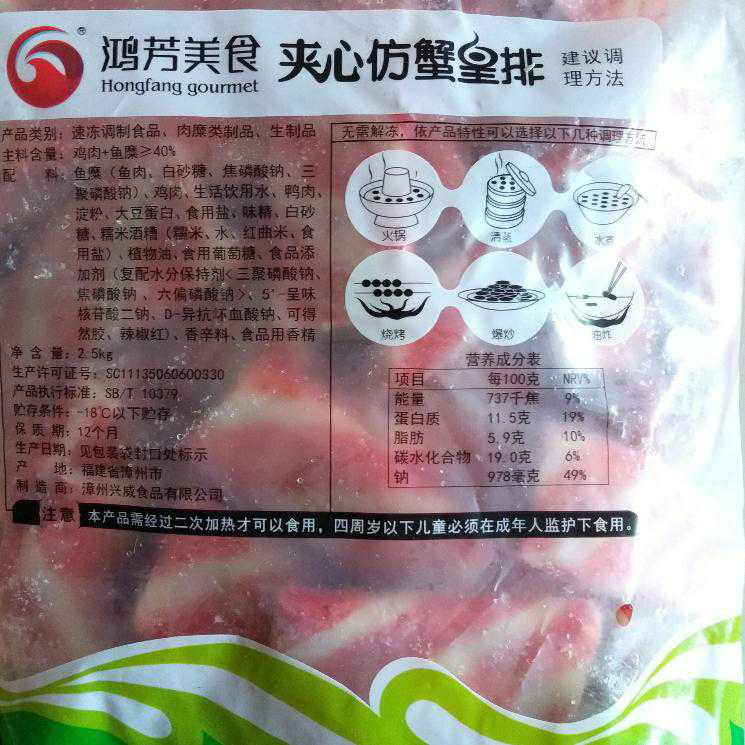 鸿芳美食
®
Hongfang gourmet
夹心仿蟹皇排
建议调
理方法
产品类别：速冻调制食品、肉糜类制品、生制品
主料含量：鸡肉+鱼糜≥40%
配 料：鱼糜（鱼肉、白砂糖、焦磷酸钠、三
聚磷酸钠）、鸡肉、生活饮用水、鸭肉、
淀粉、大豆蛋白、食用盐、味精、白砂
糖、糯米酒糟（糯米、水、红曲米、食
用盐）、植物油、食用葡萄糖、食品添
加剂（复配水分保持剂<三聚磷酸钠、
焦磷酸钠、六偏磷酸钠>、5'-呈味
核苷酸二钠、D-异抗坏血酸钠、可得
然胶、辣椒红）、香辛料、食品用香精
净 含 量：2.5kg
生产许可证号：SC11135060600330
产品执行标准：SB/T 10379
贮存条件：-18℃以下贮存
保 质 期：12个月
生产日期：见包装袋封口处标示
产 地：福建省漳州市
制 造 商：漳州兴威食品有限公司
无需解冻，依产品特性可以选择以下几种调理方法
火锅
清蒸
水煮
烧烤
爆炒
油炸
营养成分表
项目 每100克 NRV%
能量 737千焦 9%
蛋白质 11.5克 19%
脂肪 5.9克 10%
碳水化合物 19.0克 6%
钠 978毫克 49%
注意 本产品需经过二次加热才可以食用，四周岁以下儿童必须在成年人监护下食用。